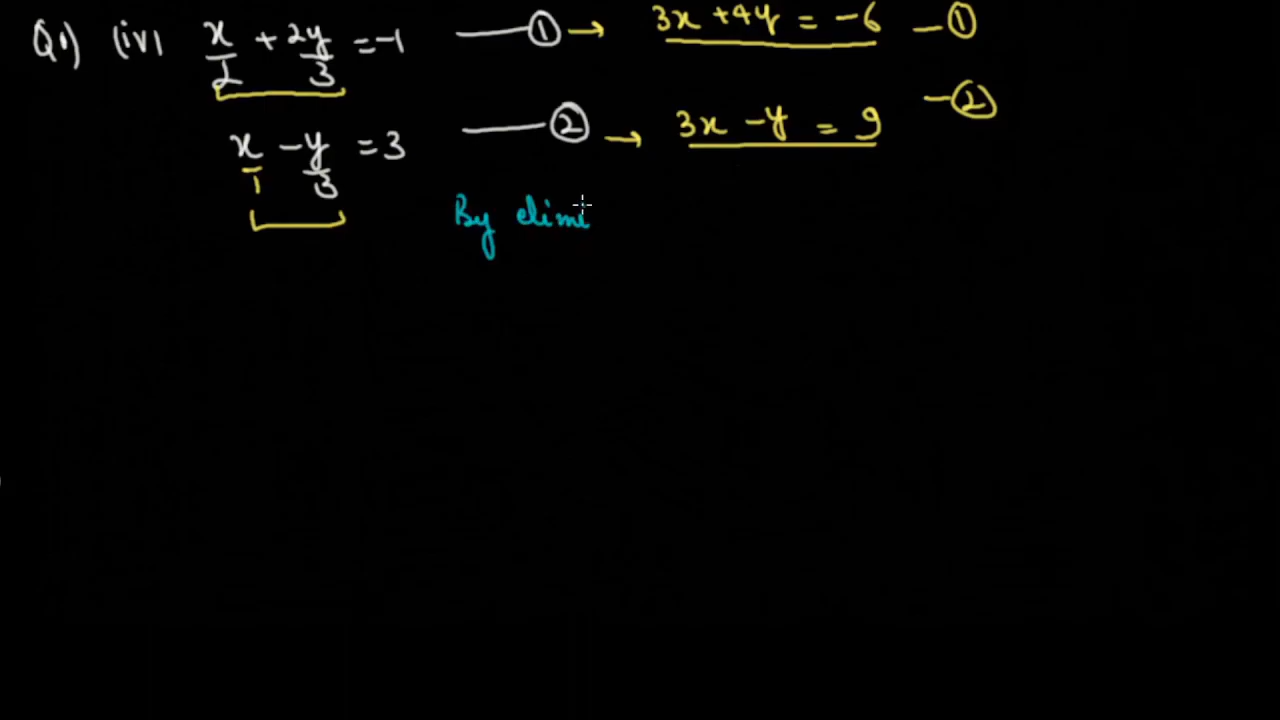 Q1) (iv) x/2 + 2y/3 = -1 —— ① → 3x + 4y = -6 — ①
x/1 - y/3 = 3 —— ② → 3x - y = 9 — ②
By elimi